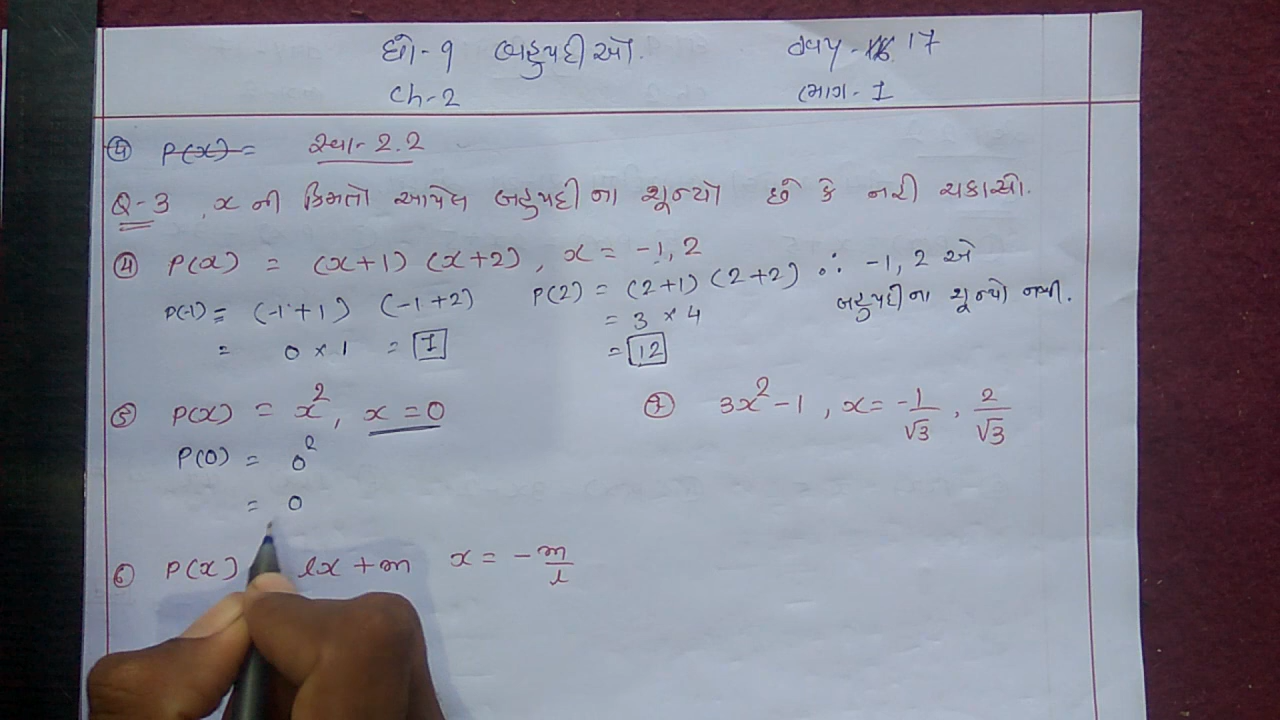 ધો-૧ બહુપદીઓ. દિવસ - 17
Ch-2 ભાગ-1
P(x) = સ્વા-2.2
Q-3, x ની કિંમતો આપેલ બહુપદીના શૂન્યો છે કે નહી ચકાસો.
④ P(x) = (x+1) (x+2), x = -1, 2
P(-1) = (-1+1) (-1+2) P(2) = (2+1) (2+2) ∴ -1, 2 એ
= 0 × 1 = 1 = 3 × 4 બહુપદીના શૂન્યો નથી.
= 12
⑤ P(x) = x², x = 0 ⑦ 3x²-1, x = -1/√3, 2/√3
P(0) = 0²
= 0
⑥ P(x) lx + m x = -m/l